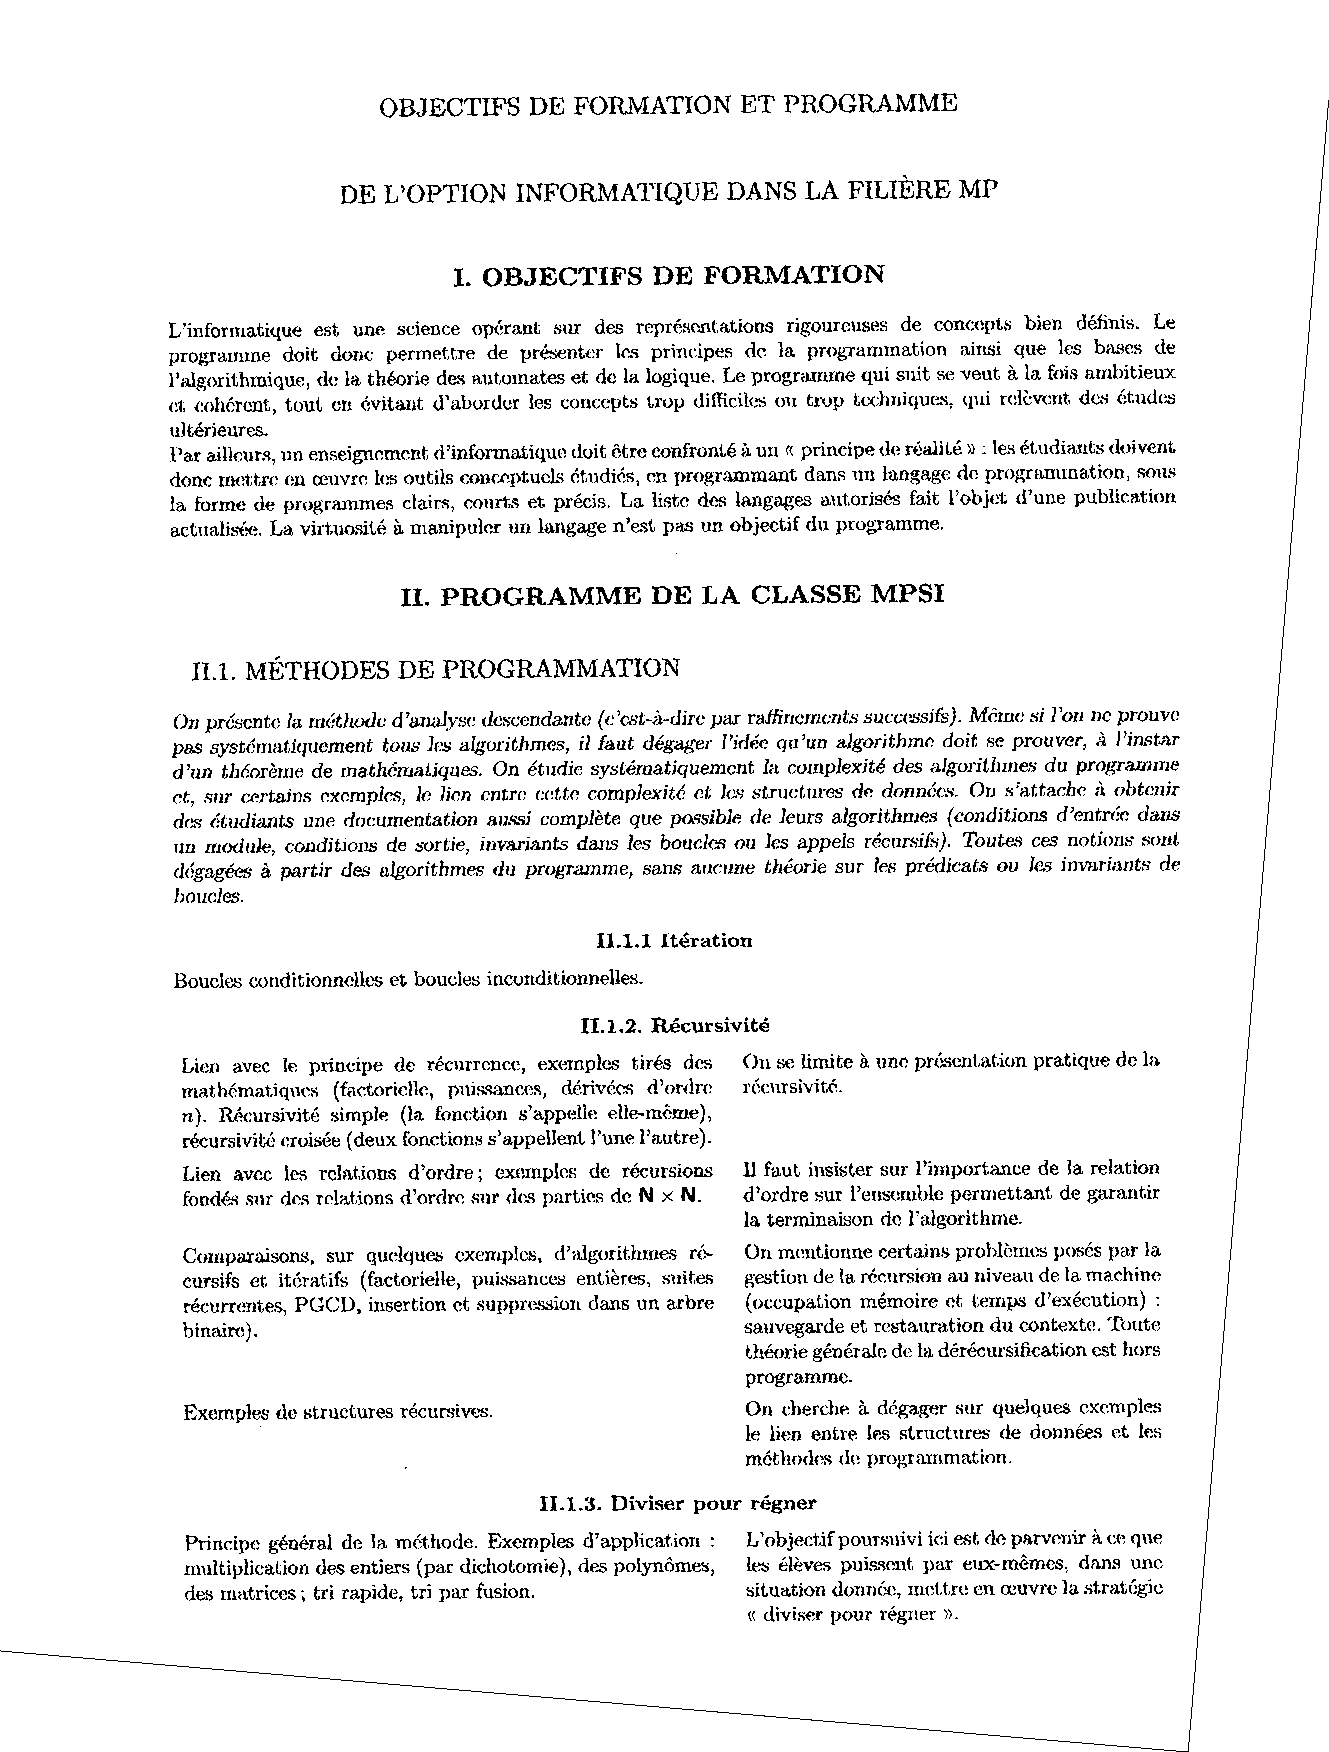 OBJECTIFS DE FORMATION ET PROGRAMME
DE L'OPTION INFORMATIQUE DANS LA FILIÈRE MP
I. OBJECTIFS DE FORMATION
L'informatique est une science opérant sur des représentations rigoureuses de concepts bien définis. Le
programme doit donc permettre de présenter les principes de la programmation ainsi que les bases de
l'algorithmique, de la théorie des automates et de la logique. Le programme qui suit se veut à la fois ambitieux
et cohérent, tout en évitant d'aborder les concepts trop difficiles ou trop techniques, qui relèvent des études
ultérieures.
Par ailleurs, un enseignement d'informatique doit être confronté à un « principe de réalité » : les étudiants doivent
donc mettre en œuvre les outils conceptuels étudiés, en programmant dans un langage de programmation, sous
la forme de programmes clairs, courts et précis. La liste des langages autorisés fait l'objet d'une publication
actualisée. La virtuosité à manipuler un langage n'est pas un objectif du programme.
II. PROGRAMME DE LA CLASSE MPSI
II.1. MÉTHODES DE PROGRAMMATION
On présente la méthode d'analyse descendante (c'est-à-dire par raffinements successifs). Même si l'on ne prouve
pas systématiquement tous les algorithmes, il faut dégager l'idée qu'un algorithme doit se prouver, à l'instar
d'un théorème de mathématiques. On étudie systématiquement la complexité des algorithmes du programme
et, sur certains exemples, le lien entre cette complexité et les structures de données. On s'attache à obtenir
des étudiants une documentation aussi complète que possible de leurs algorithmes (conditions d'entrée dans
un module, conditions de sortie, invariants dans les boucles ou les appels récursifs). Toutes ces notions sont
dégagées à partir des algorithmes du programme, sans aucune théorie sur les prédicats ou les invariants de
boucles.
II.1.1 Itération
Boucles conditionnelles et boucles inconditionnelles.
II.1.2. Récursivité
Lien avec le principe de récurrence, exemples tirés des
mathématiques (factorielle, puissances, dérivées d'ordre
n). Récursivité simple (la fonction s'appelle elle-même),
récursivité croisée (deux fonctions s'appellent l'une l'autre).
On se limite à une présentation pratique de la
récursivité.
Lien avec les relations d'ordre ; exemples de récursions
fondés sur des relations d'ordre sur des parties de N × N.
Il faut insister sur l'importance de la relation
d'ordre sur l'ensemble permettant de garantir
la terminaison de l'algorithme.
Comparaisons, sur quelques exemples, d'algorithmes ré-
cursifs et itératifs (factorielle, puissances entières, suites
récurrentes, PGCD, insertion et suppression dans un arbre
binaire).
On mentionne certains problèmes posés par la
gestion de la récursion au niveau de la machine
(occupation mémoire et temps d'exécution) :
sauvegarde et restauration du contexte. Toute
théorie générale de la dérécursification est hors
programme.
Exemples de structures récursives.
On cherche à dégager sur quelques exemples
le lien entre les structures de données et les
méthodes de programmation.
II.1.3. Diviser pour régner
Principe général de la méthode. Exemples d'application :
multiplication des entiers (par dichotomie), des polynômes,
des matrices ; tri rapide, tri par fusion.
L'objectif poursuivi ici est de parvenir à ce que
les élèves puissent par eux-mêmes, dans une
situation donnée, mettre en œuvre la stratégie
« diviser pour régner ».